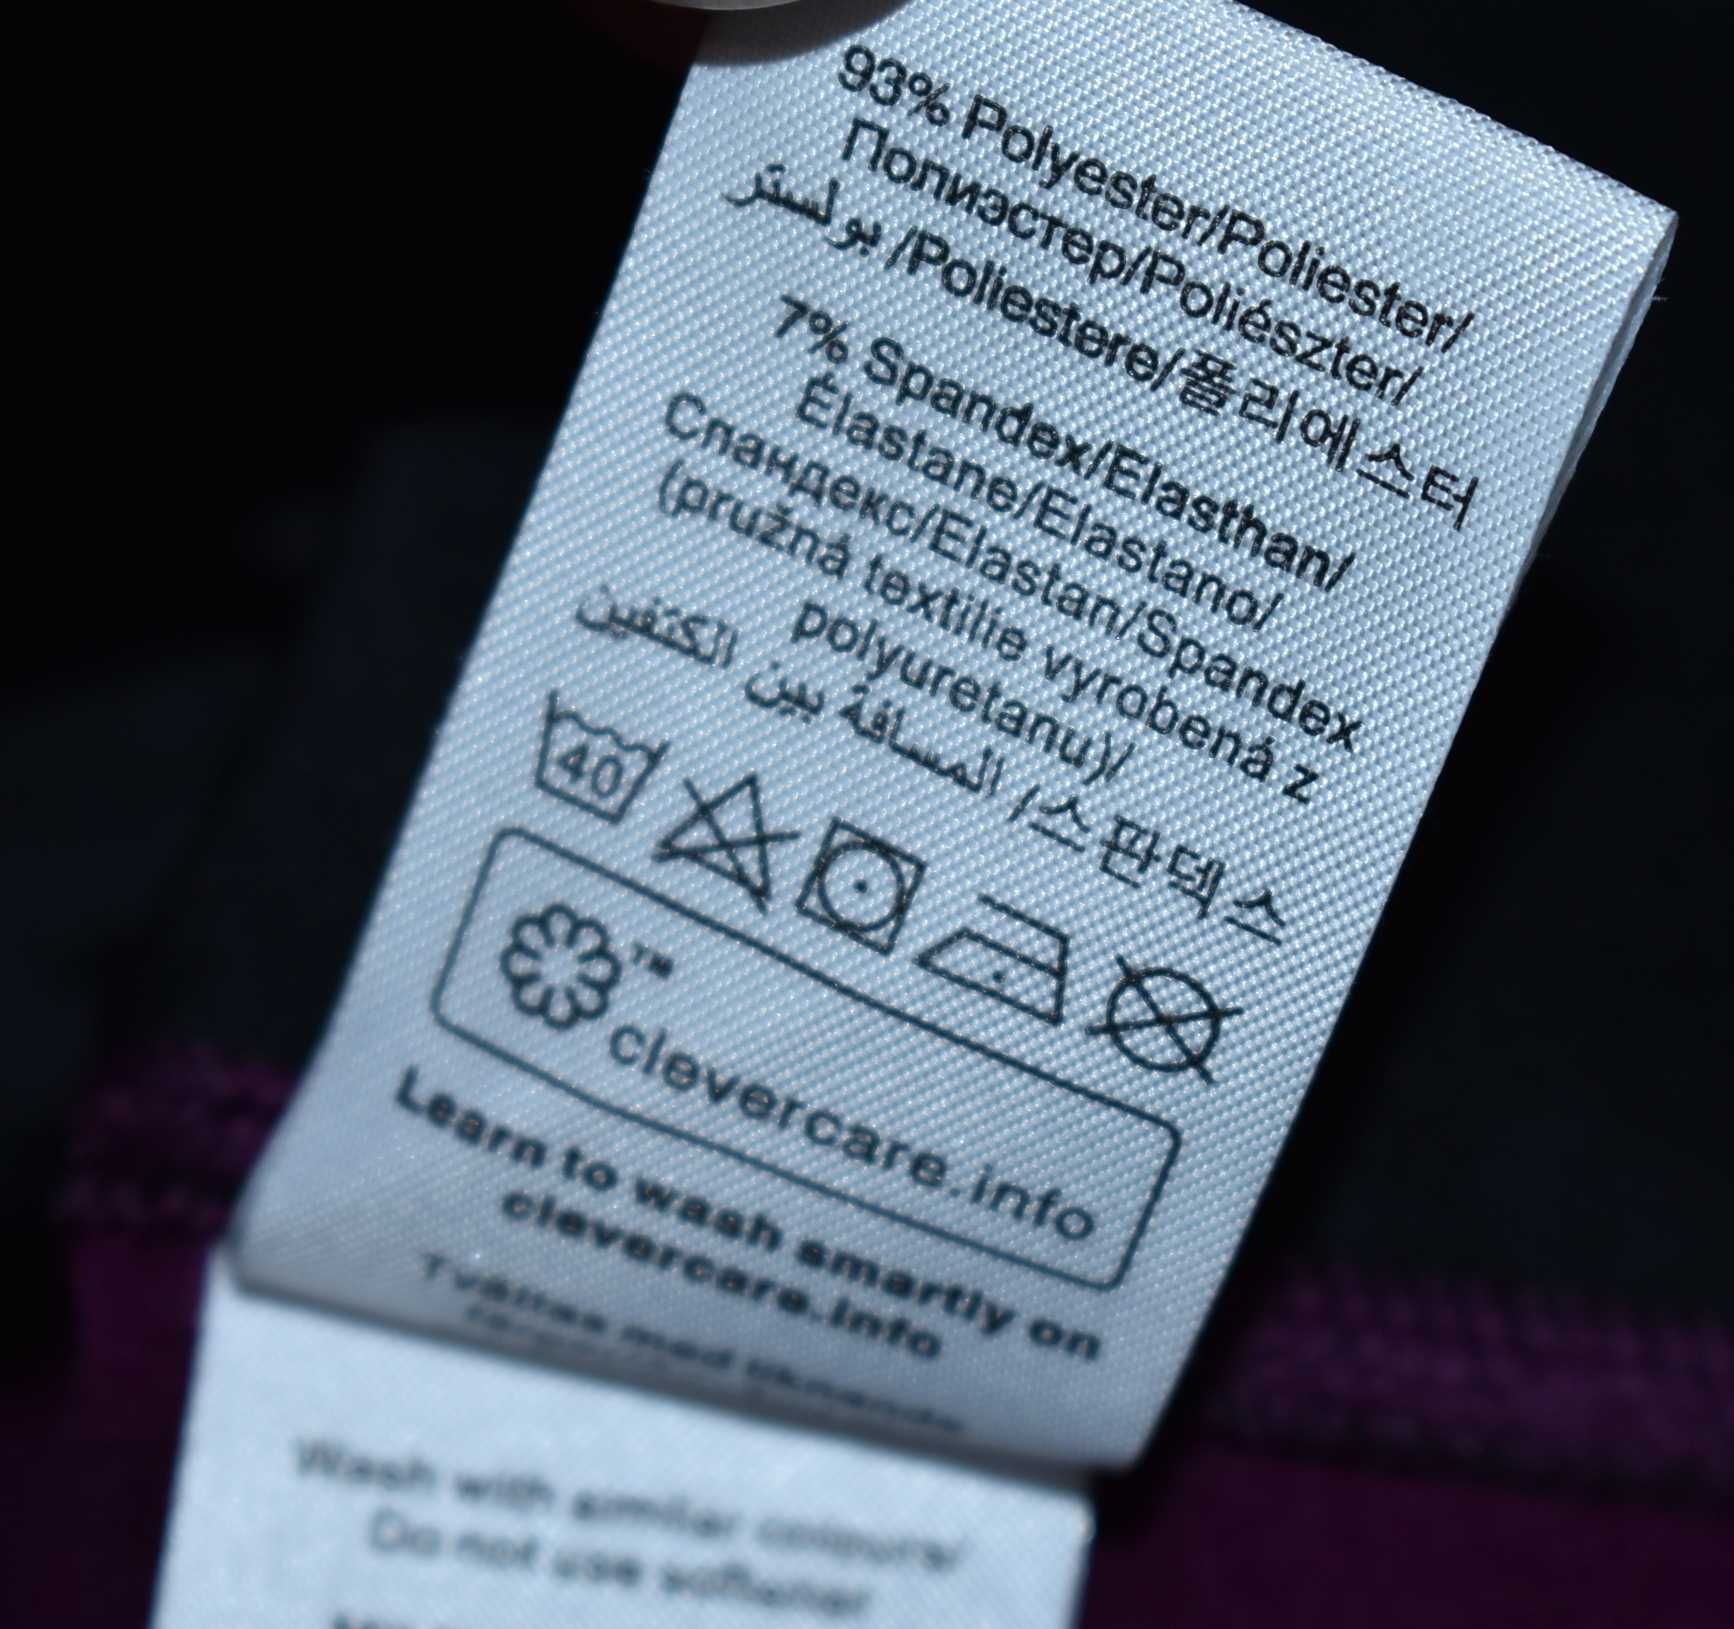 93% Polyester/Poliester/
Полиэстер/Poliészter/
بولستر /Poliestere/폴리에스터
7% Spandex/Elasthan/
Élastane/Elastano/
Спандекс/Elastan/Spandex
(pružná textilie vyrobená z
polyuretanu)/
المسافة بين الكتفين /스판덱스
40
™
clevercare.info
Learn to wash smartly on
clevercare.info
Tvättas med liknande
Wash with similar colours/
Do not use softener